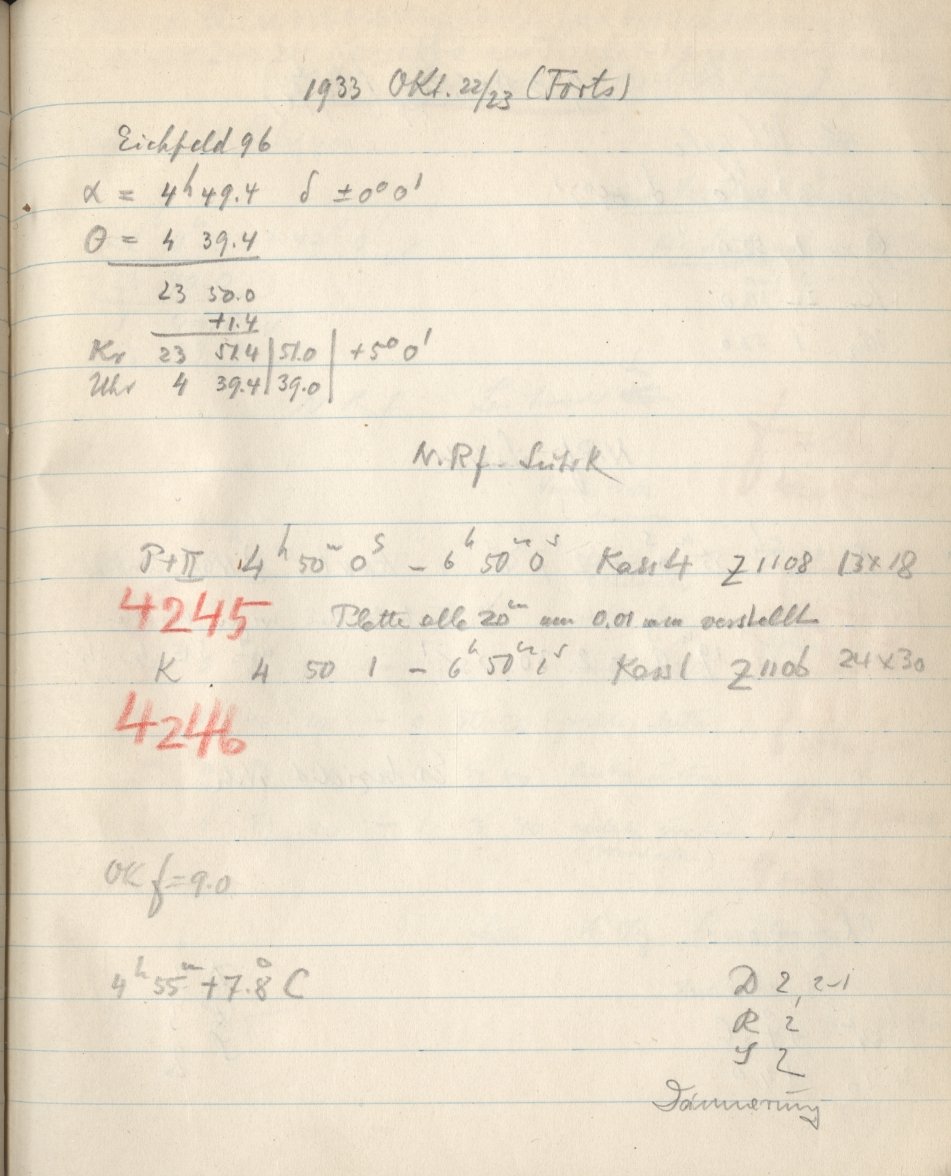 1933 Okt. 22/23 (Forts)
Eichfeld 96
α = 4h 49.4 δ ±0° 0'
θ = 4 39.4
23 50.0
+1.4
Kr 23 51.4 | 51.0 | +5° 0'
Uhr 4 39.4 | 39.0 |
N. Rf.
P+II 4h 50m 0s – 6h 50m 0s Kass 4 Z 1108 13×18
4245 Platte alle 20m um 0.01 mm verstellt
K . 4 50 1 – 6h 50m 1s Kass 1 Z 1106 24×30
4246
OK f=9.0
4h 55m +7.8° C
D 2, 2-1
R 2
S 2
Dämmerung